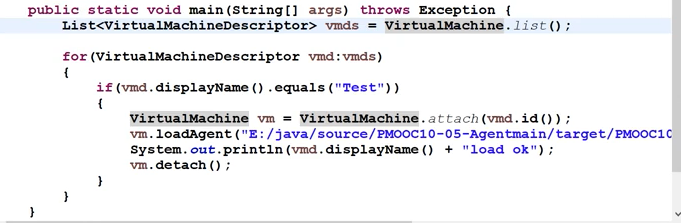 public static void main(String[] args) throws Exception {
List<VirtualMachineDescriptor> vmds = VirtualMachine.list();
for(VirtualMachineDescriptor vmd:vmds)
{
if(vmd.displayName().equals("Test"))
{
VirtualMachine vm = VirtualMachine.attach(vmd.id());
vm.loadAgent("E:/java/source/PMOOC10-05-Agentmain/target/PMOOC10
System.out.println(vmd.displayName() + "load ok");
vm.detach();
}
}
}